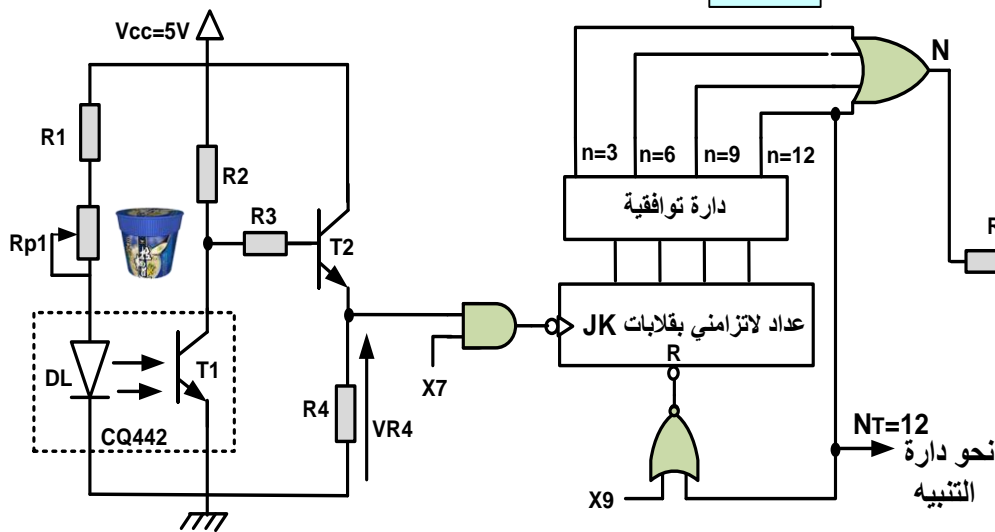 Vcc=5V
R1
Rp1
DL
CQ442
T1
R2
R3
T2
R4
VR4
X7
n=3
n=6
n=9
n=12
دارة توافقية
عداد لاتزامني بقلابات JK
R
X9
N
R
NT=12
نحو دارة
التنبيه